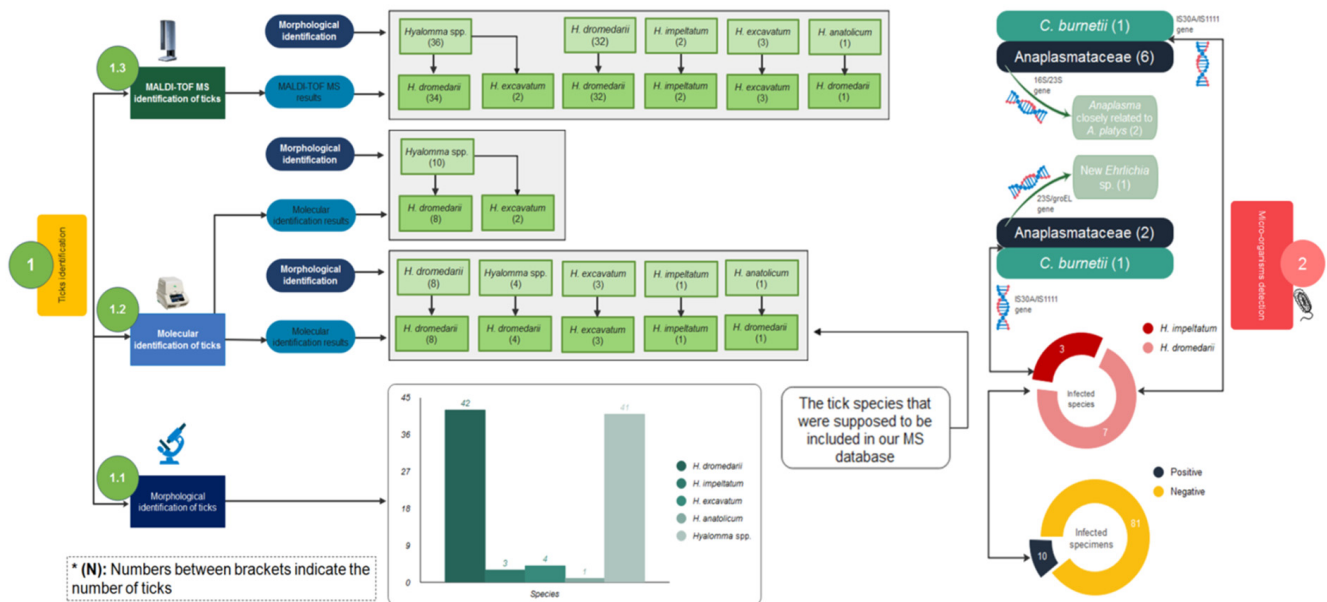 1
Ticks identification
1.3
MALDI-TOF MS
identification of ticks
Morphological
identification
MALDI-TOF MS
results
Hyalomma spp.
(36)
H. dromedarii
(32)
H. impeltatum
(2)
H. excavatum
(3)
H. anatolicum
(1)
H. dromedarii
(34)
H. excavatum
(2)
H. dromedarii
(32)
H. impeltatum
(2)
H. excavatum
(3)
H. dromedarii
(1)
Morphological
identification
Hyalomma spp.
(10)
Molecular
identification results
H. dromedarii
(8)
H. excavatum
(2)
1.2
Molecular
identification of ticks
Morphological
identification
H. dromedarii
(8)
Hyalomma spp.
(4)
H. excavatum
(3)
H. impeltatum
(1)
H. anatolicum
(1)
Molecular
identification results
H. dromedarii
(8)
H. dromedarii
(4)
H. excavatum
(3)
H. impeltatum
(1)
H. dromedarii
(1)
The tick species that
were supposed to be
included in our MS
database
1.1
Morphological
identification of ticks
45
36
27
18
9
0
42
3
4
1
41
Species
H. dromedarii
H. impeltatum
H. excavatum
H. anatolicum
Hyalomma spp.
* (N): Numbers between brackets indicate the
number of ticks
2
Micro-organisms detection
C. burnetii (1)
IS30A/IS1111
gene
Anaplasmataceae (6)
16S/23S
gene
Anaplasma
closely related to
A. platys (2)
New Ehrlichia
sp. (1)
23S/groEL
gene
Anaplasmataceae (2)
C. burnetii (1)
IS30A/IS1111
gene
H. impeltatum
H. dromedarii
3
Infected
species
7
Positive
Negative
81
Infected
specimens
10